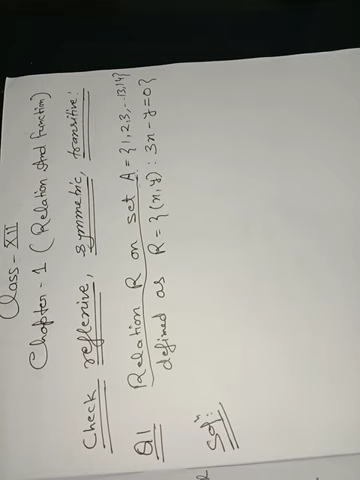 Class - XII
Chapter - 1 (Relation and function)
Check reflexive, symmetric, transitive:
Q1 Relation R on set A = {1,2,3,...13,14}
defined as R = {(x,y) : 3x - y = 0}
Solⁿ: